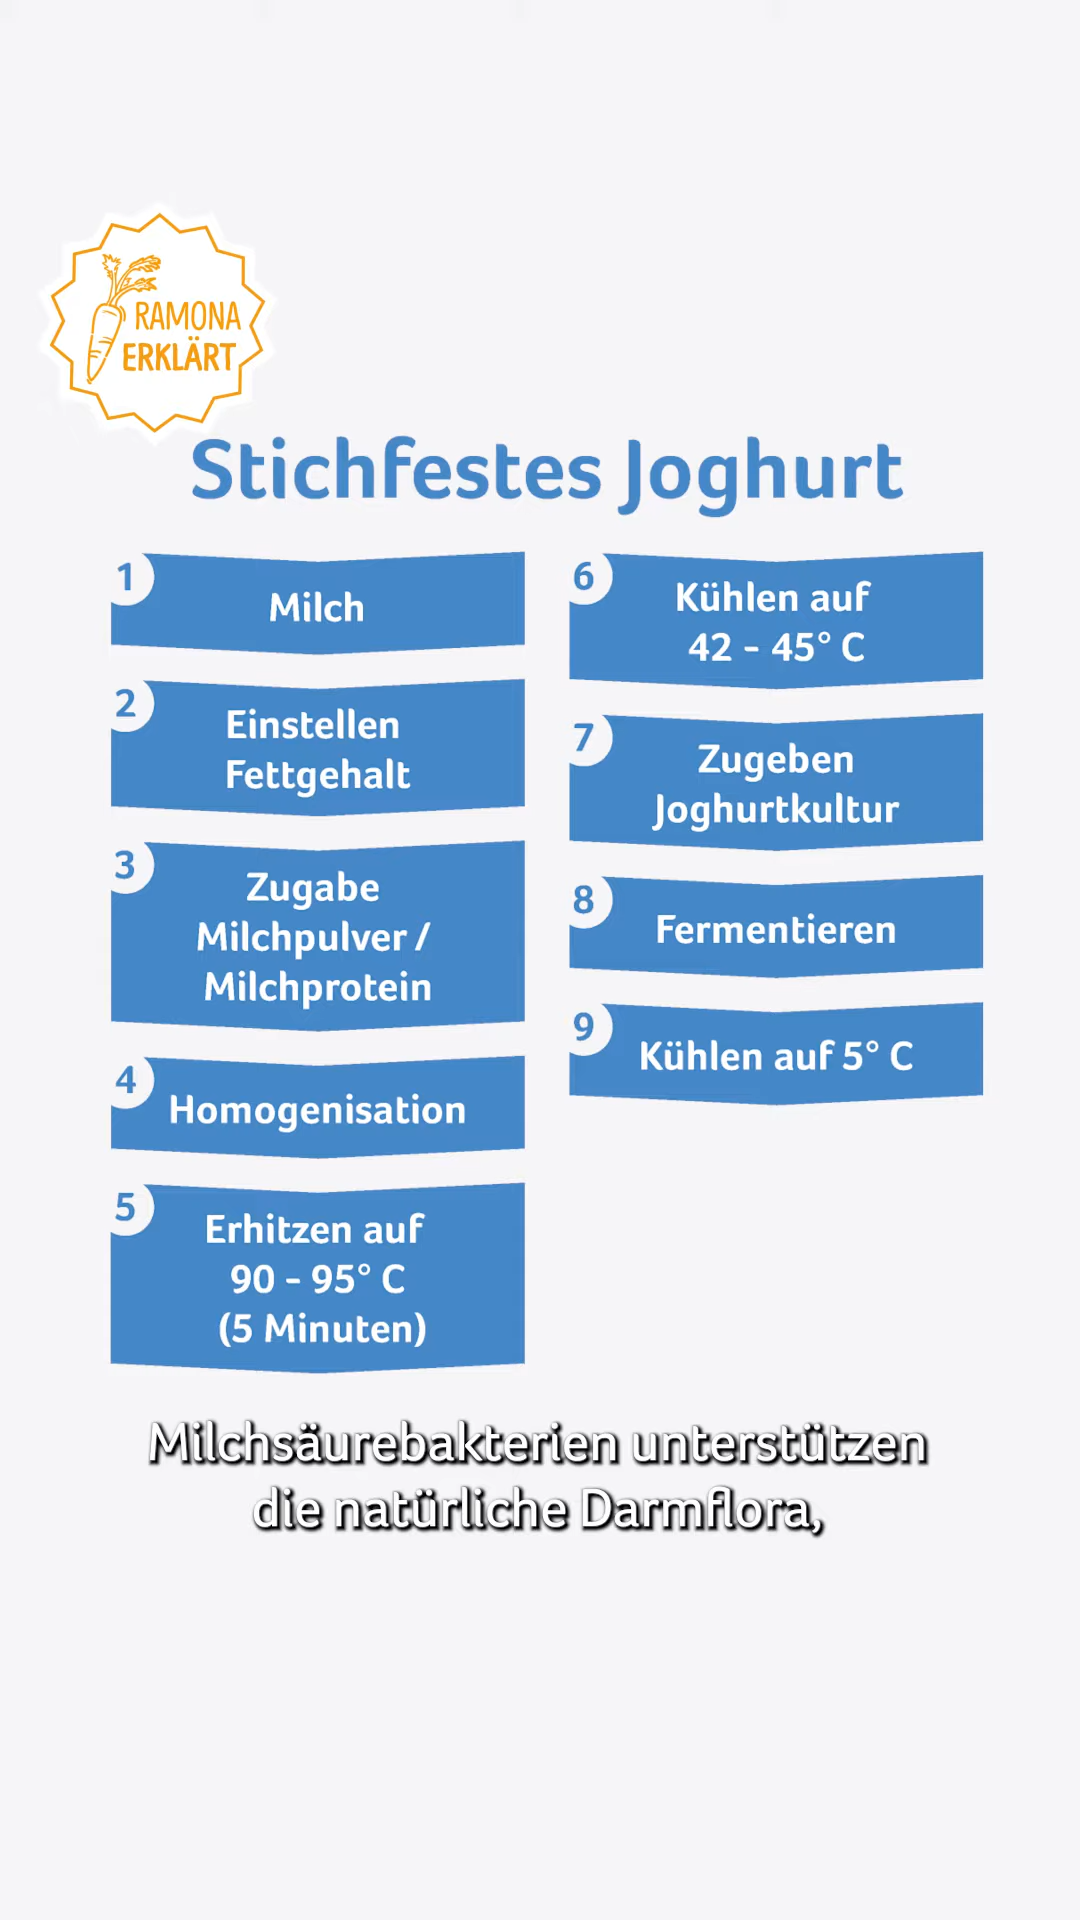 RAMONA
ERKLÄRT
Stichfestes Joghurt
1
Milch
2
Einstellen
Fettgehalt
3
Zugabe
Milchpulver /
Milchprotein
4
Homogenisation
5
Erhitzen auf
90 - 95° C
(5 Minuten)
6
Kühlen auf
42 - 45° C
7
Zugeben
Joghurtkultur
8
Fermentieren
9
Kühlen auf 5° C
Milchsäurebakterien unterstützen
die natürliche Darmflora,